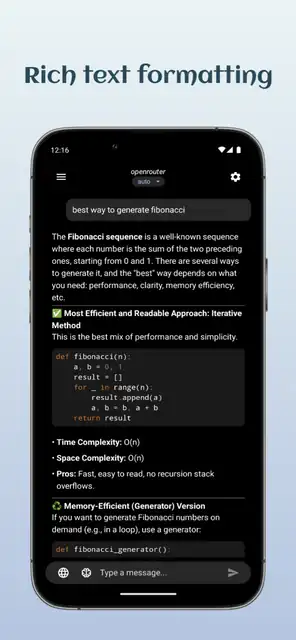 Rich text formatting
12:16
openrouter
auto
best way to generate fibonacci
The Fibonacci sequence is a well-known sequence
where each number is the sum of the two preceding
ones, starting from 0 and 1. There are several ways
to generate it, and the "best" way depends on what
you need: performance, clarity, memory efficiency,
etc.
✅ Most Efficient and Readable Approach: Iterative
Method
This is the best mix of performance and simplicity.
def fibonacci(n):
    a, b = 0, 1
    result = []
    for _ in range(n):
        result.append(a)
        a, b = b, a + b
    return result
• Time Complexity: O(n)
• Space Complexity: O(n)
• Pros: Fast, easy to read, no recursion stack
overflows.
♻️ Memory-Efficient (Generator) Version
If you want to generate Fibonacci numbers on
demand (e.g., in a loop), use a generator:
def fibonacci_generator():
Type a message...